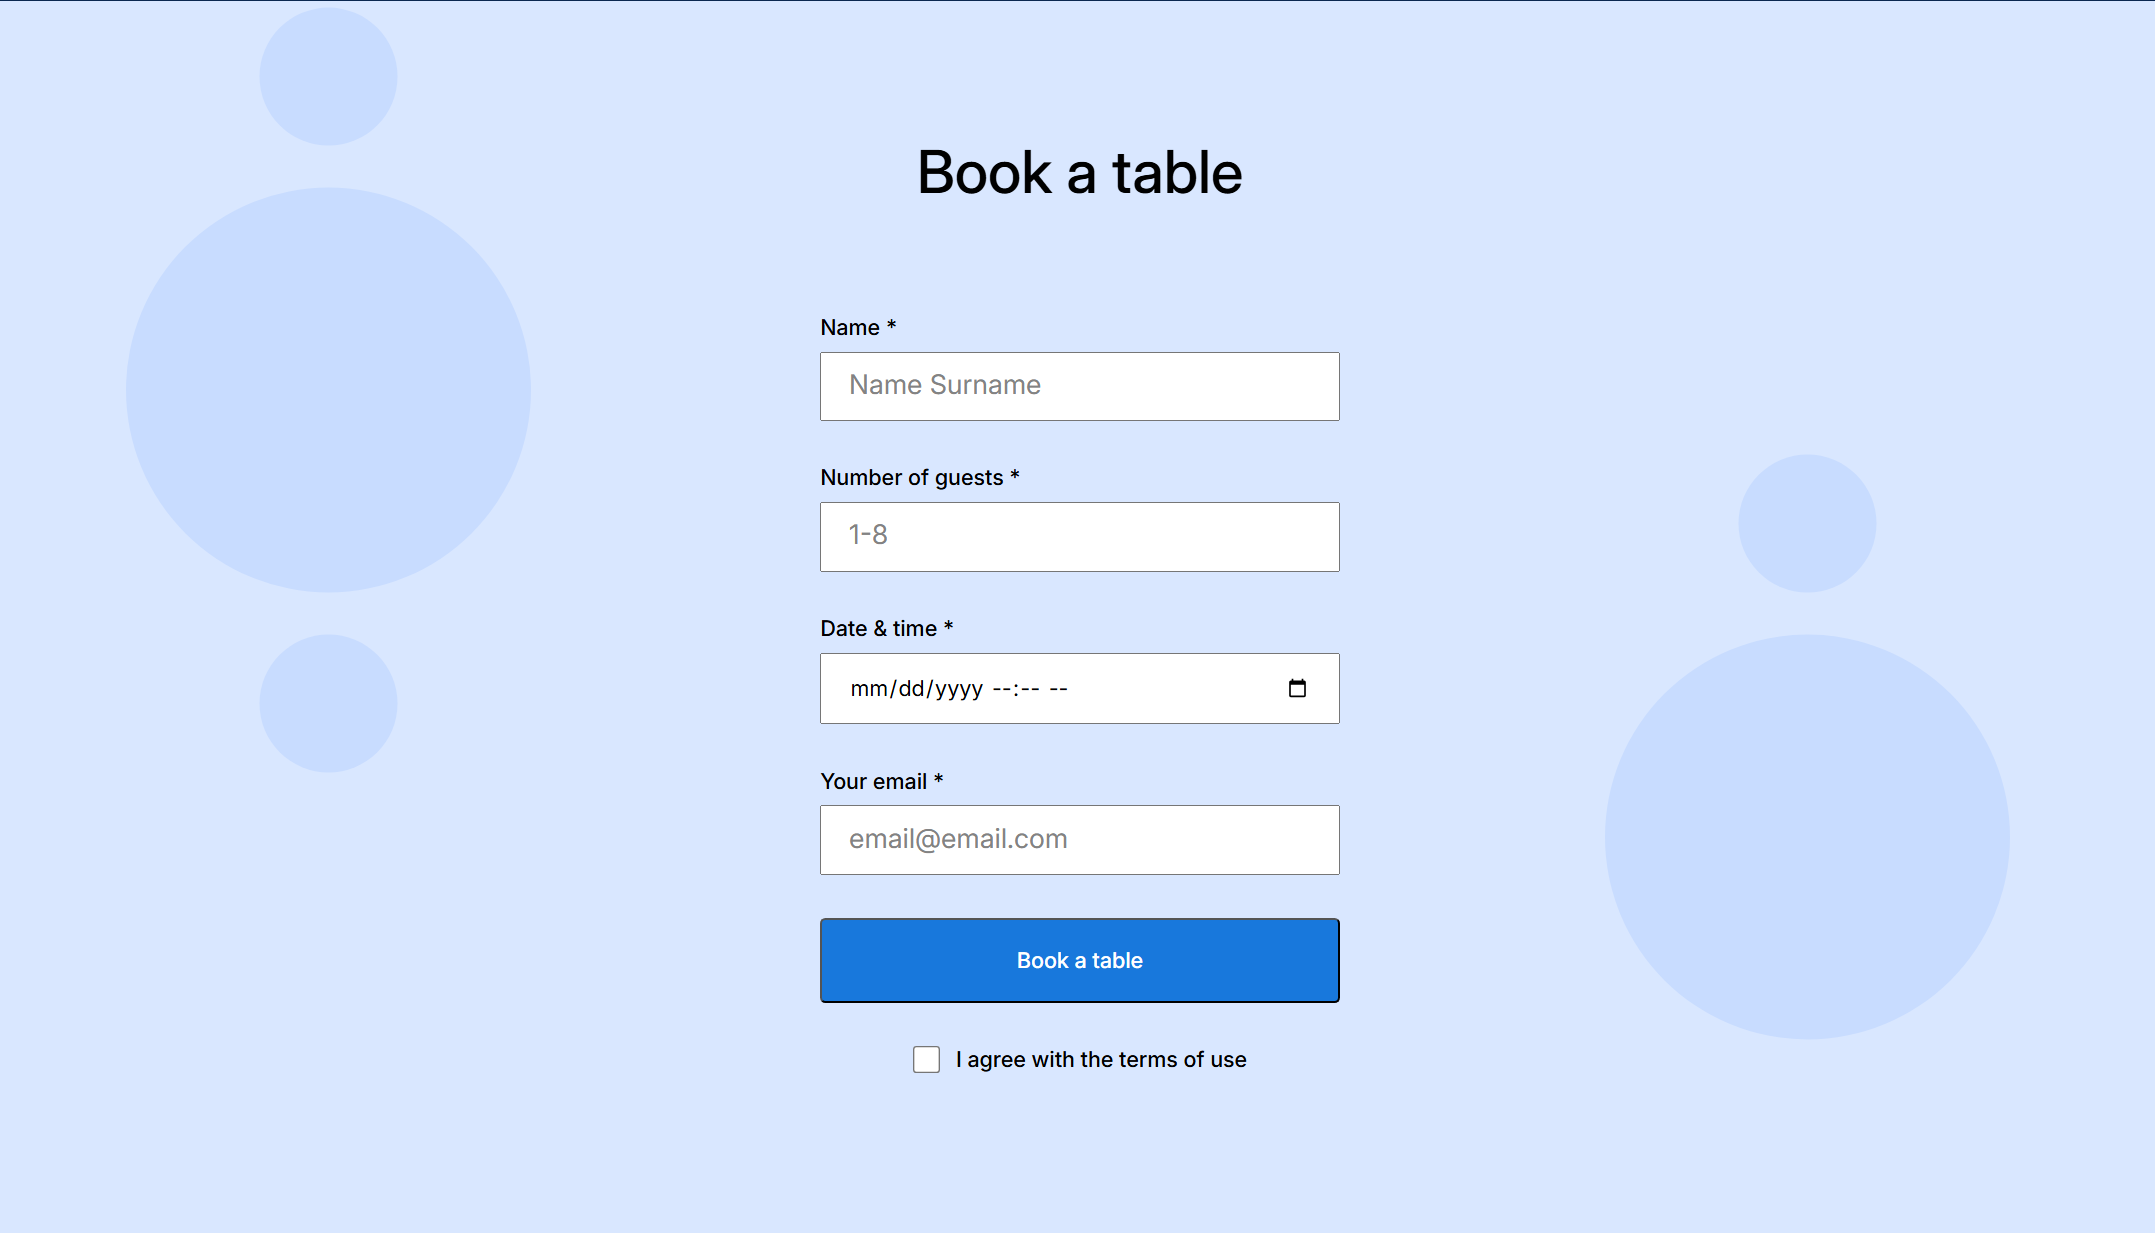 Book a table
Name *
Name Surname
Number of guests *
1-8
Date & time *
mm/dd/yyyy --:-- --
Your email *
email@email.com
Book a table
I agree with the terms of use